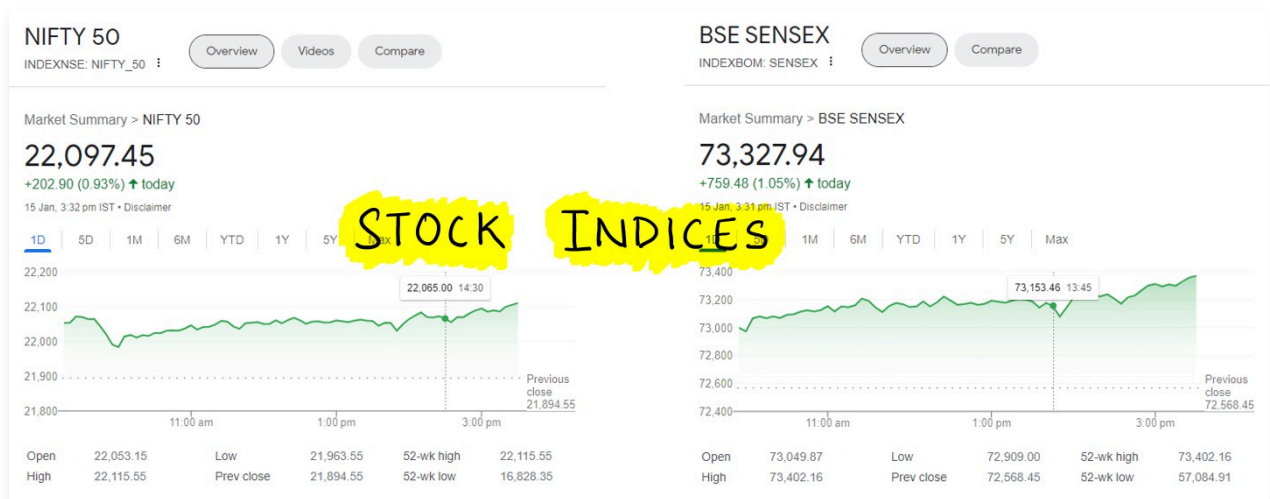 NIFTY 50
INDEXNSE: NIFTY_50
Overview
Videos
Compare
Market Summary > NIFTY 50
22,097.45
+202.90 (0.93%) ↑ today
15 Jan, 3:32 pm IST • Disclaimer
1D 5D 1M 6M YTD 1Y 5Y Max
22,200
22,100
22,000
21,900
21,800
22,065.00 14:30
Previous
close
21,894.55
11:00 am 1:00 pm 3:00 pm
Open 22,053.15 Low 21,963.55 52-wk high 22,115.55
High 22,115.55 Prev close 21,894.55 52-wk low 16,828.35
STOCK INDICES
BSE SENSEX
INDEXBOM: SENSEX
Overview
Compare
Market Summary > BSE SENSEX
73,327.94
+759.48 (1.05%) ↑ today
15 Jan, 3:31 pm IST • Disclaimer
1D 5D 1M 6M YTD 1Y 5Y Max
73,400
73,200
73,000
72,800
72,600
72,400
73,153.46 13:45
Previous
close
72,568.45
11:00 am 1:00 pm 3:00 pm
Open 73,049.87 Low 72,909.00 52-wk high 73,402.16
High 73,402.16 Prev close 72,568.45 52-wk low 57,084.91